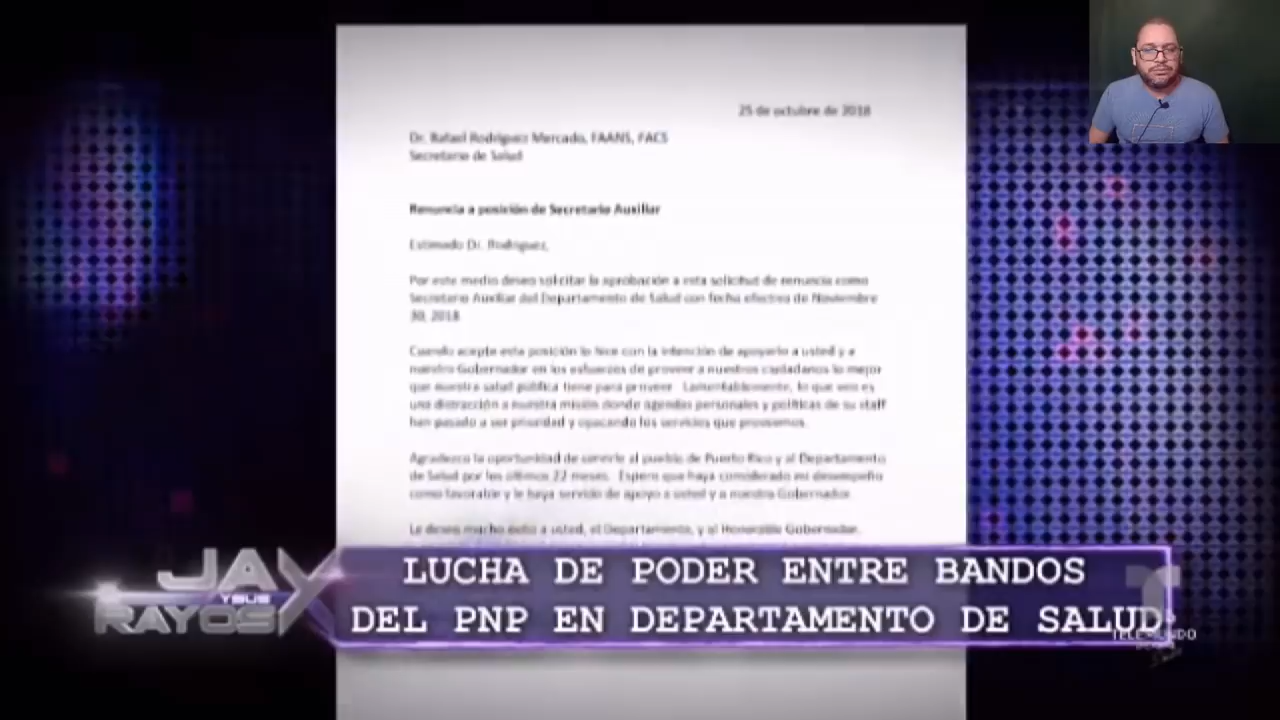 25 de octubre de 2018
Dr. Rafael Rodríguez Mercado, FAANS, FACS
Secretario de Salud
Renuncia a posición de Secretario Auxiliar
Estimado Dr. Rodríguez,
Por este medio deseo solicitar la aprobación a esta solicitud de renuncia como
Secretario Auxiliar del Departamento de Salud con fecha efectiva de Noviembre
30, 2018
Cuando acepte esta posición lo hice con la intención de apoyarlo a usted y a
nuestro Gobernador en los esfuerzos de proveer a nuestros ciudadanos lo mejor
que nuestra salud pública tiene para proveer. Lamentablemente, lo que veo es
una distracción a nuestra misión donde agendas personales y políticas de su staff
han pasado a ser prioridad y opacando los servicios que proveemos.
Agradezco la oportunidad de servirle al pueblo de Puerto Rico y al Departamento
de Salud por los últimos 22 meses. Espero que haya considerado mi desempeño
como favorable y le haya servido de apoyo a usted y a nuestro Gobernador.
Le deseo mucho éxito a usted, el Departamento, y al Honorable Gobernador.
JAY
Y SUS
RAYOS X
LUCHA DE PODER ENTRE BANDOS
DEL PNP EN DEPARTAMENTO DE SALUD
TELEMUNDO